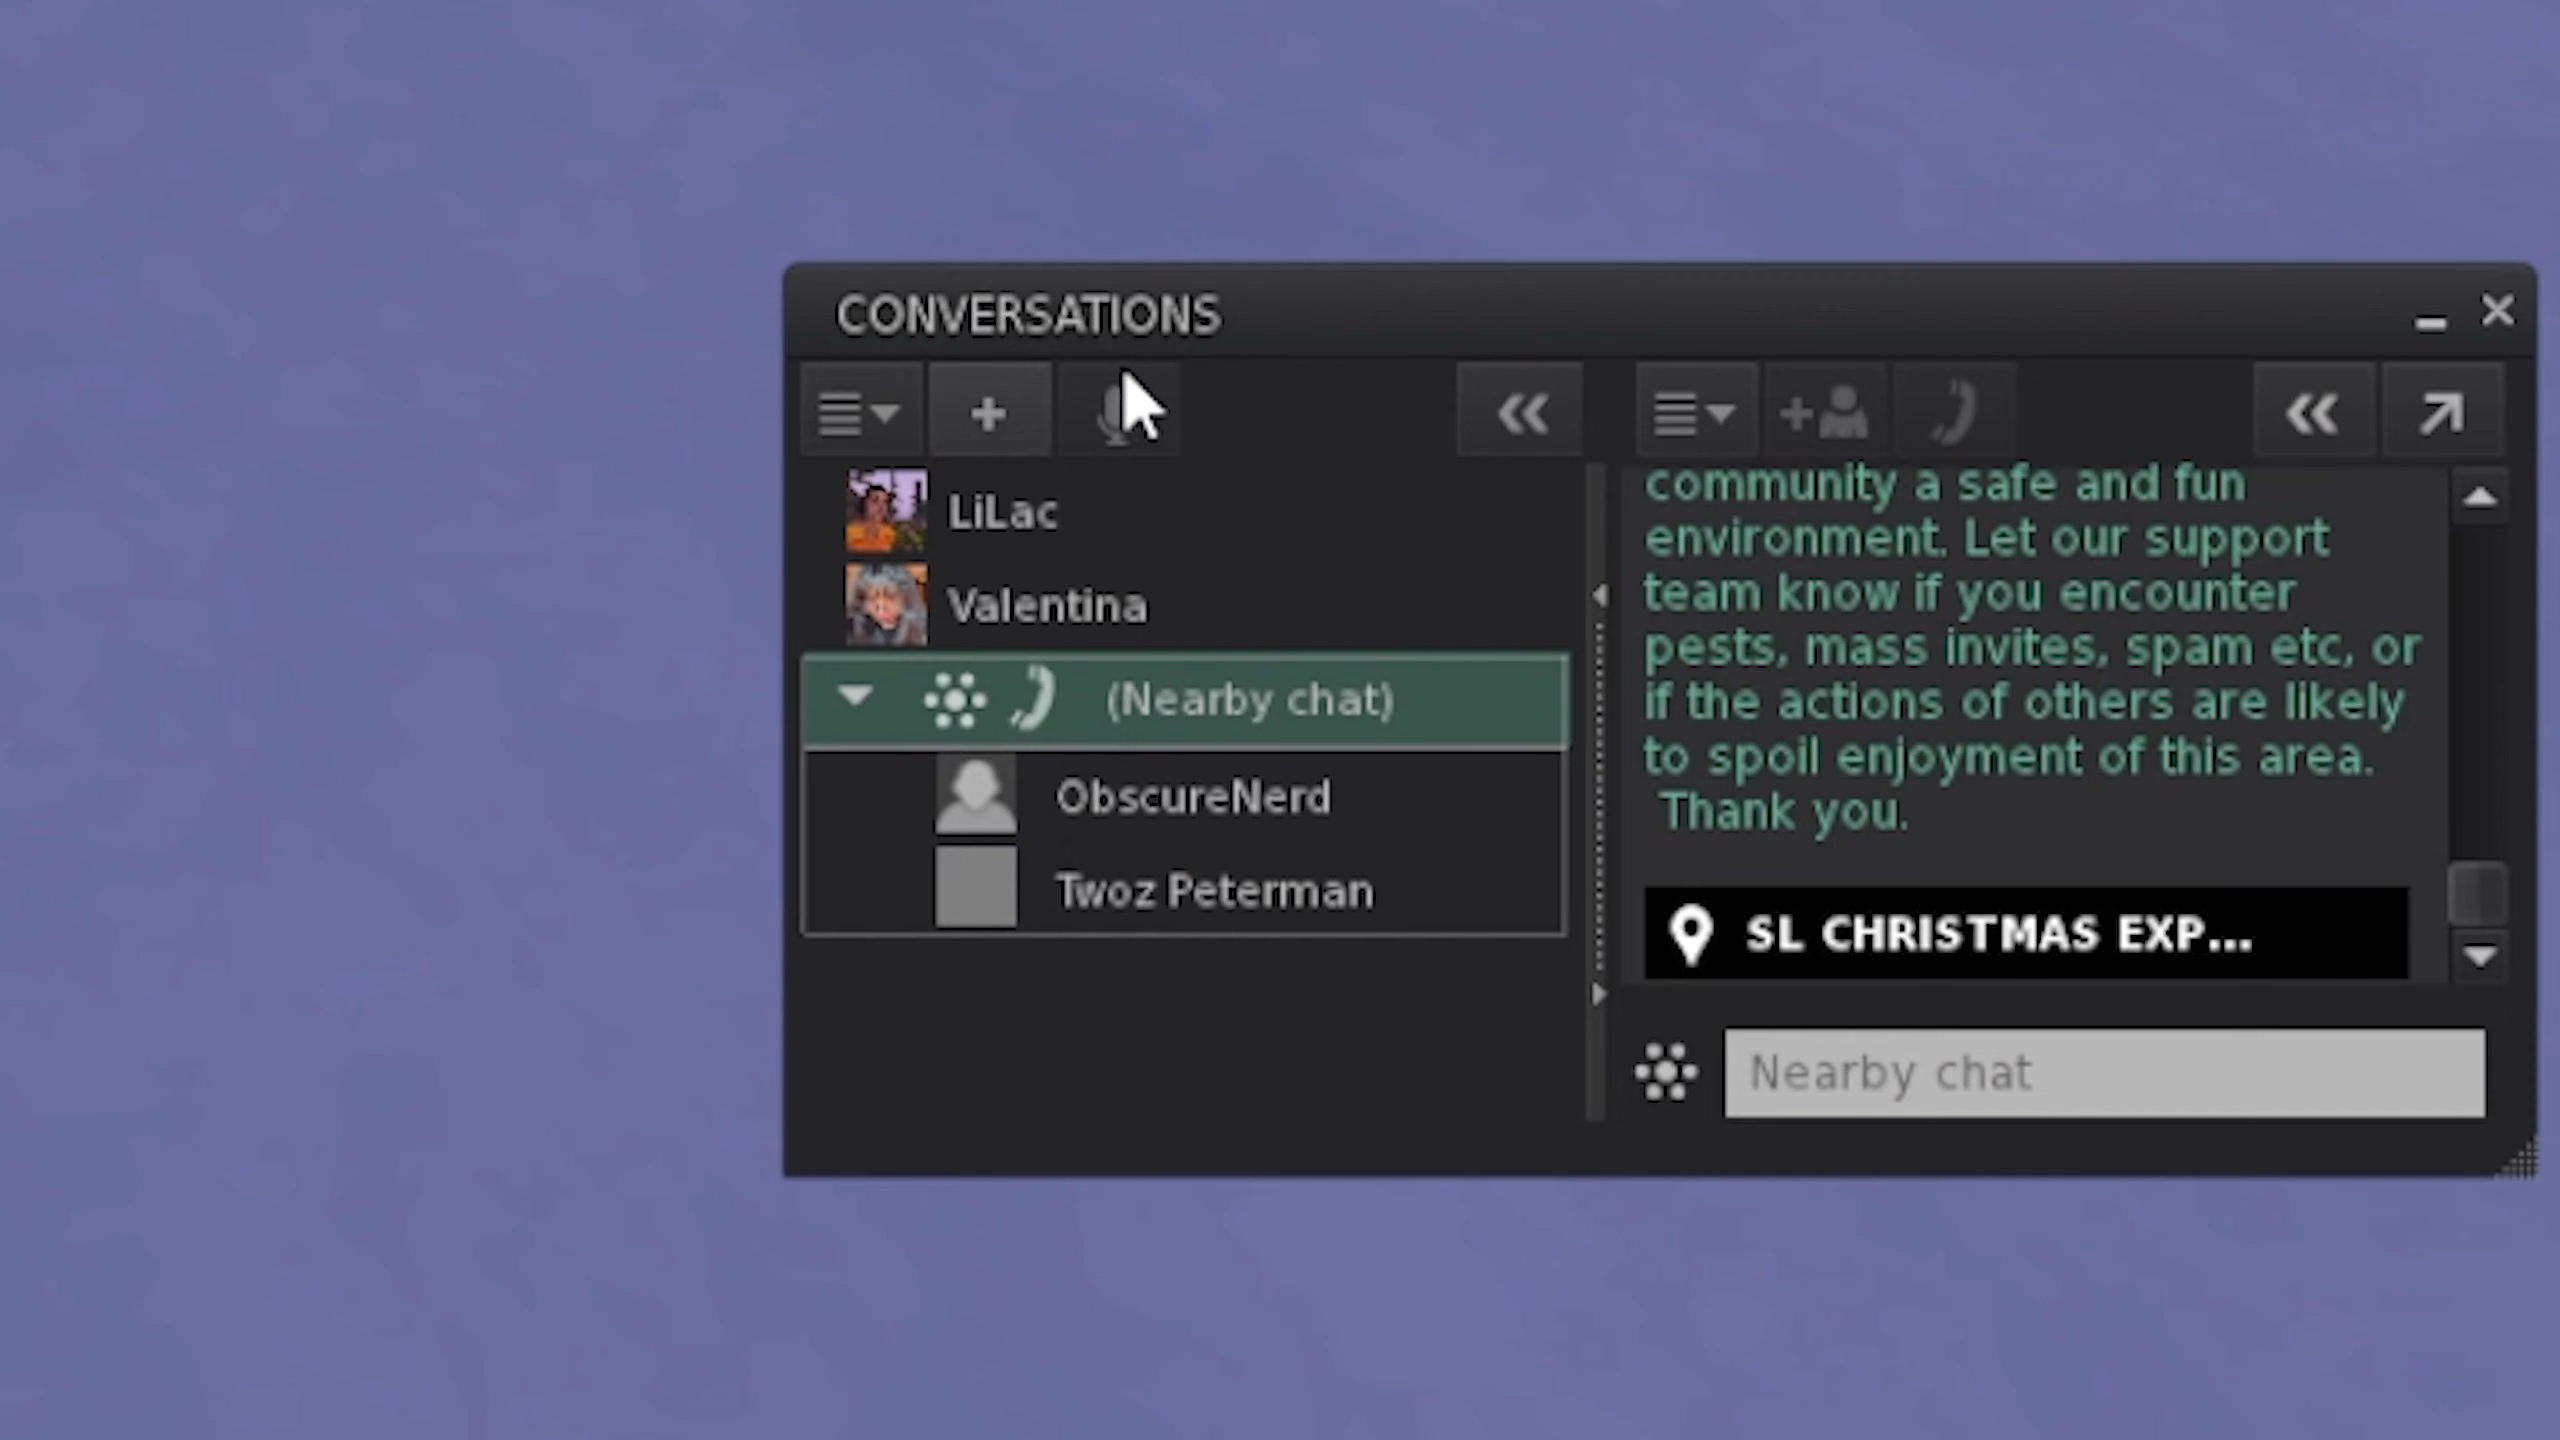 CONVERSATIONS
LiLac
Valentina
(Nearby chat)
ObscureNerd
Twoz Peterman
community a safe and fun
environment. Let our support
team know if you encounter
pests, mass invites, spam etc, or
if the actions of others are likely
to spoil enjoyment of this area.
Thank you.
SL CHRISTMAS EXP...
Nearby chat